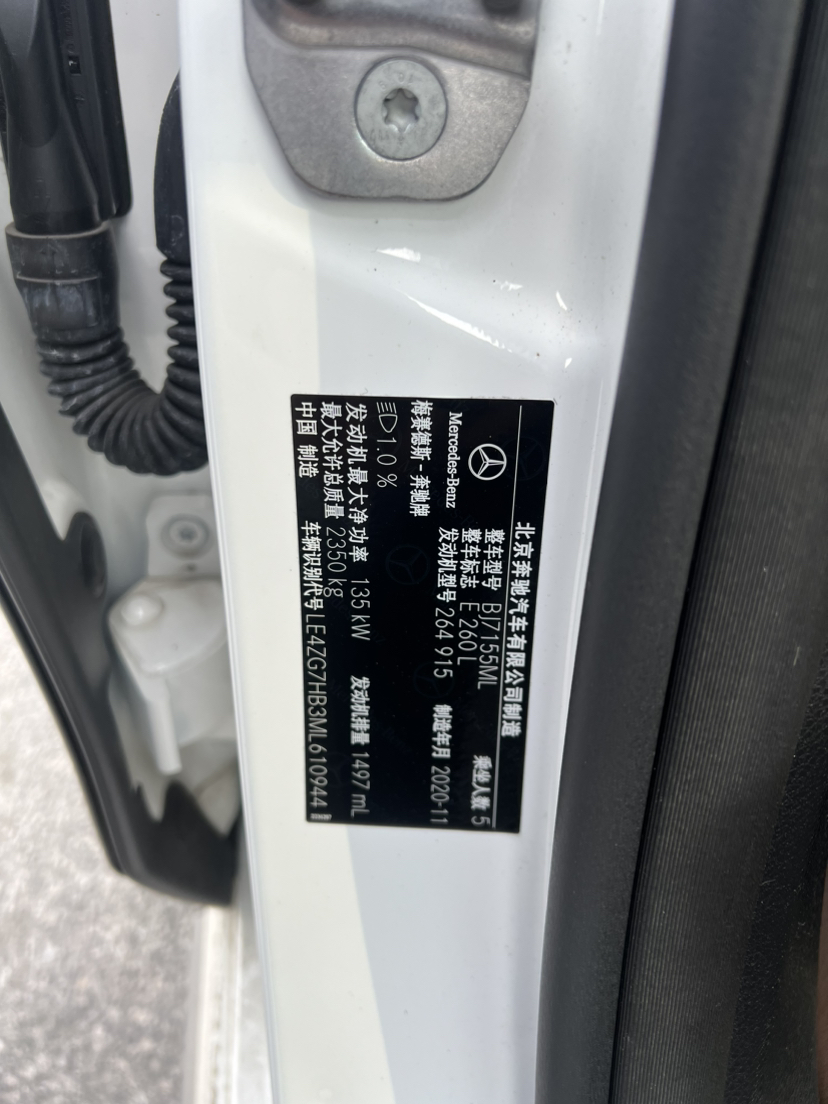 北京奔驰汽车有限公司制造
Mercedes-Benz
梅赛德斯-奔驰牌
整车型号 BJ7155ML 乘坐人数 5
整车标志 E 260 L
发动机型号 264 915 制造年月 2020-11
1.0 %
发动机最大净功率 135 kW 发动机排量 1497 mL
最大允许总质量 2350 kg
中国 制造 车辆识别代号 LE4ZG7HB3ML610944